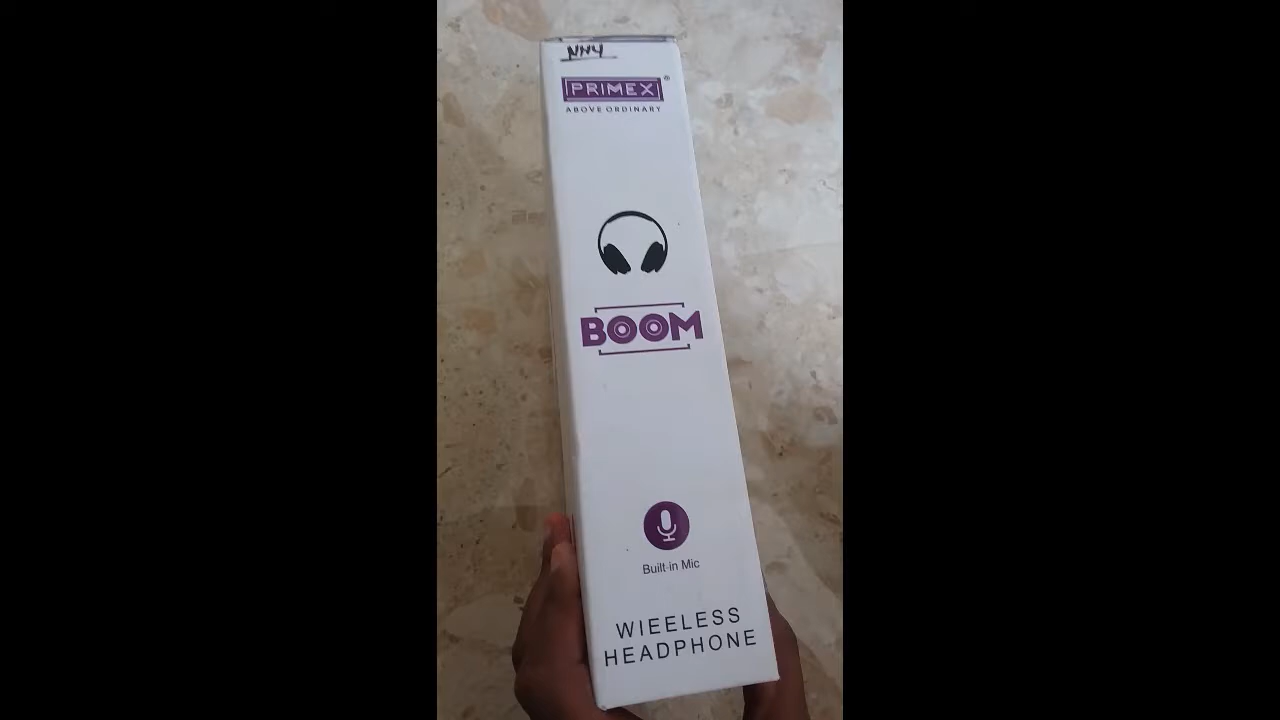 NNY
PRIMEX®
ABOVE ORDINARY
BOOM
Built-in Mic
WIEELESS
HEADPHONE